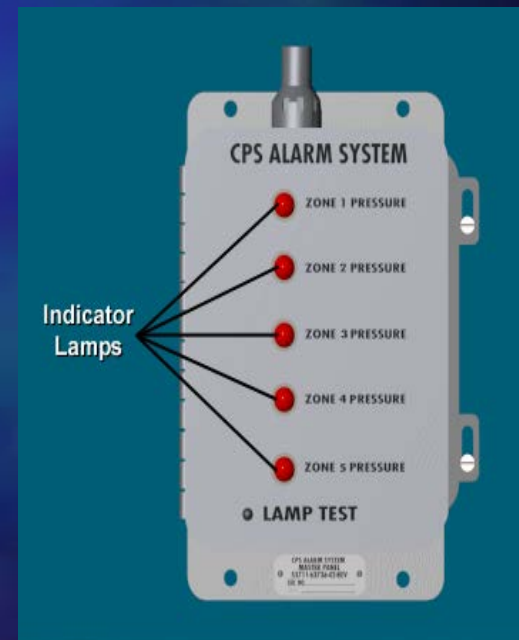 CPS ALARM SYSTEM
ZONE 1 PRESSURE
ZONE 2 PRESSURE
ZONE 3 PRESSURE
ZONE 4 PRESSURE
ZONE 5 PRESSURE
Indicator
Lamps
LAMP TEST
CPS ALARM SYSTEM
MASTER PANEL